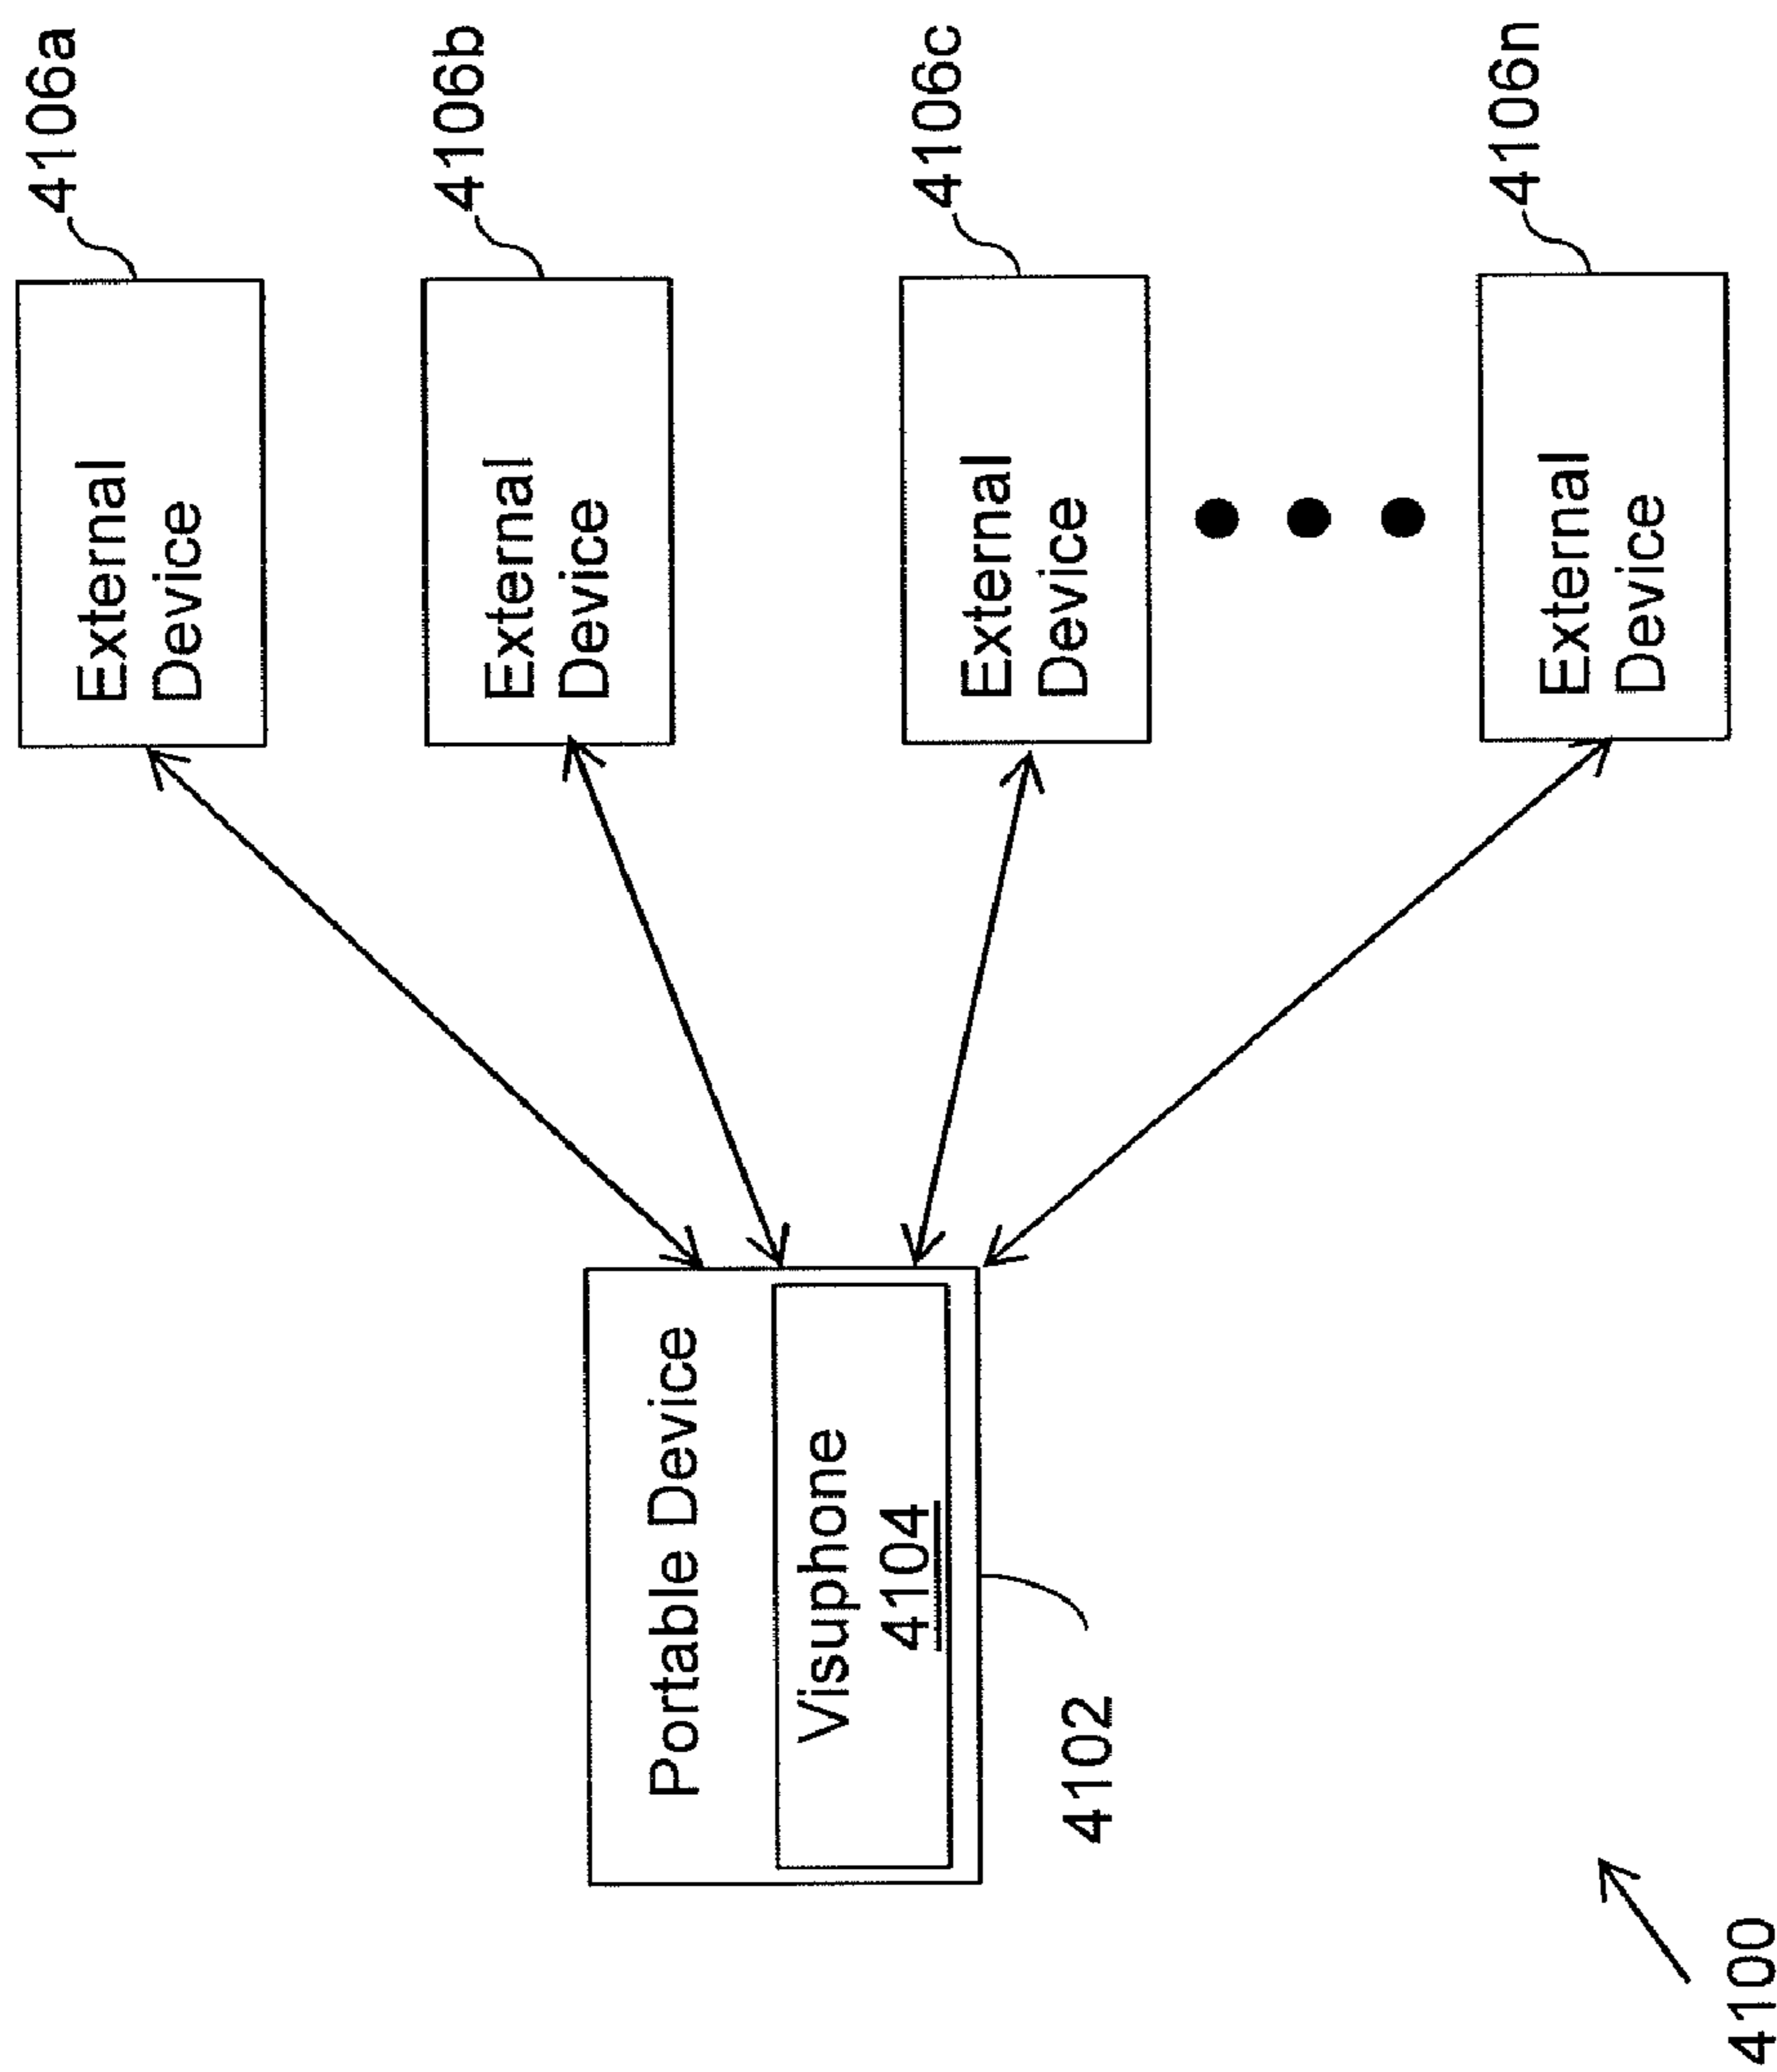 4106a
External
Device
4106b
External
Device
4106c
External
Device
4106n
External
Device
Portable Device
Visuphone
4104
4102
4100